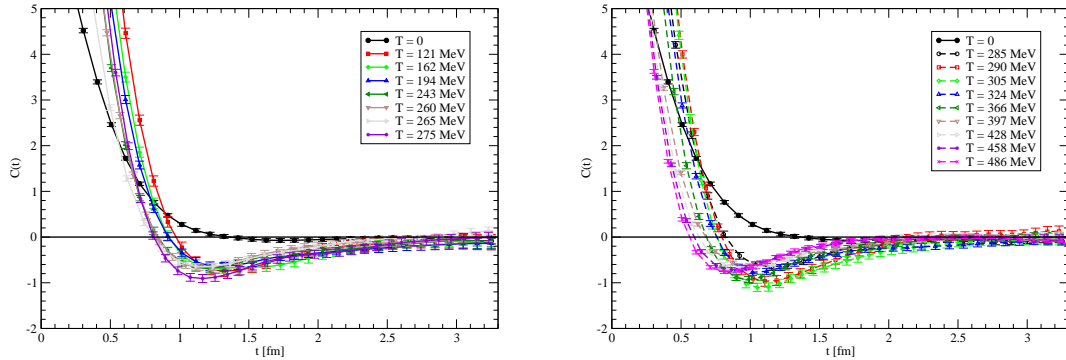 5
4
3
2
1
0
-1
-2
C(t)
0
0.5
1
1.5
2
2.5
3
t [fm]
T = 0
T = 121 MeV
T = 162 MeV
T = 194 MeV
T = 243 MeV
T = 260 MeV
T = 265 MeV
T = 275 MeV
5
4
3
2
1
0
-1
-2
C(t)
0
0.5
1
1.5
2
2.5
3
t [fm]
T = 0
T = 285 MeV
T = 290 MeV
T = 305 MeV
T = 324 MeV
T = 366 MeV
T = 397 MeV
T = 428 MeV
T = 458 MeV
T = 486 MeV